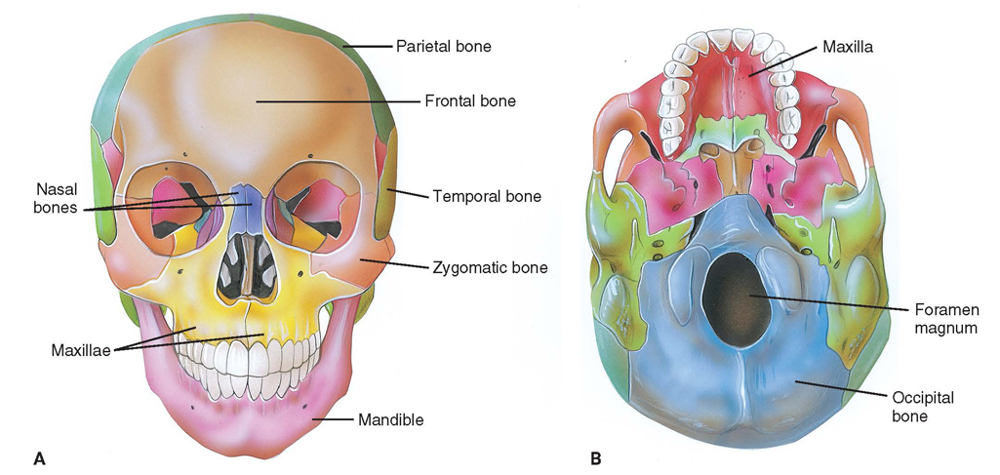 Parietal bone
Frontal bone
Nasal
bones
Temporal bone
Zygomatic bone
Maxillae
Mandible
A
Maxilla
Foramen
magnum
Occipital
bone
B